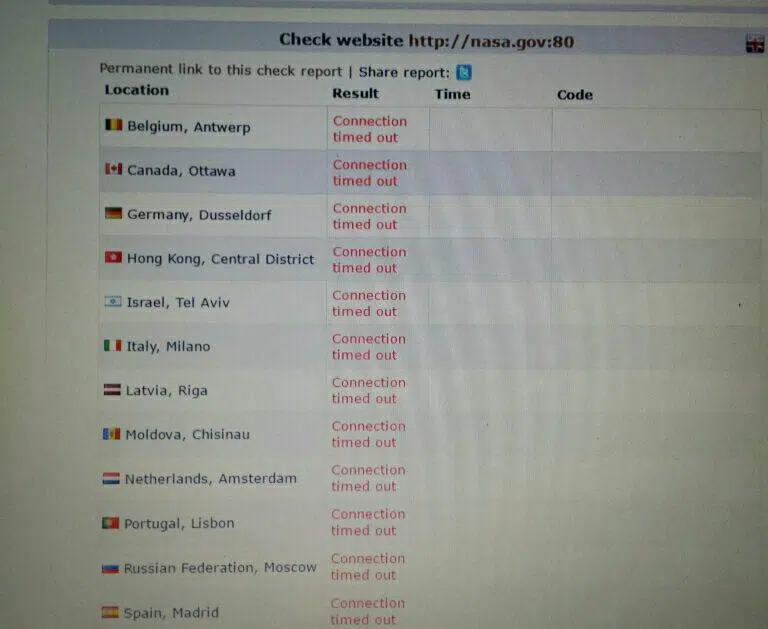 Check website http://nasa.gov:80
Permanent link to this check report | Share report:
Location Result Time Code
Belgium, Antwerp Connection timed out
Canada, Ottawa Connection timed out
Germany, Dusseldorf Connection timed out
Hong Kong, Central District Connection timed out
Israel, Tel Aviv Connection timed out
Italy, Milano Connection timed out
Latvia, Riga Connection timed out
Moldova, Chisinau Connection timed out
Netherlands, Amsterdam Connection timed out
Portugal, Lisbon Connection timed out
Russian Federation, Moscow Connection timed out
Spain, Madrid Connection timed out